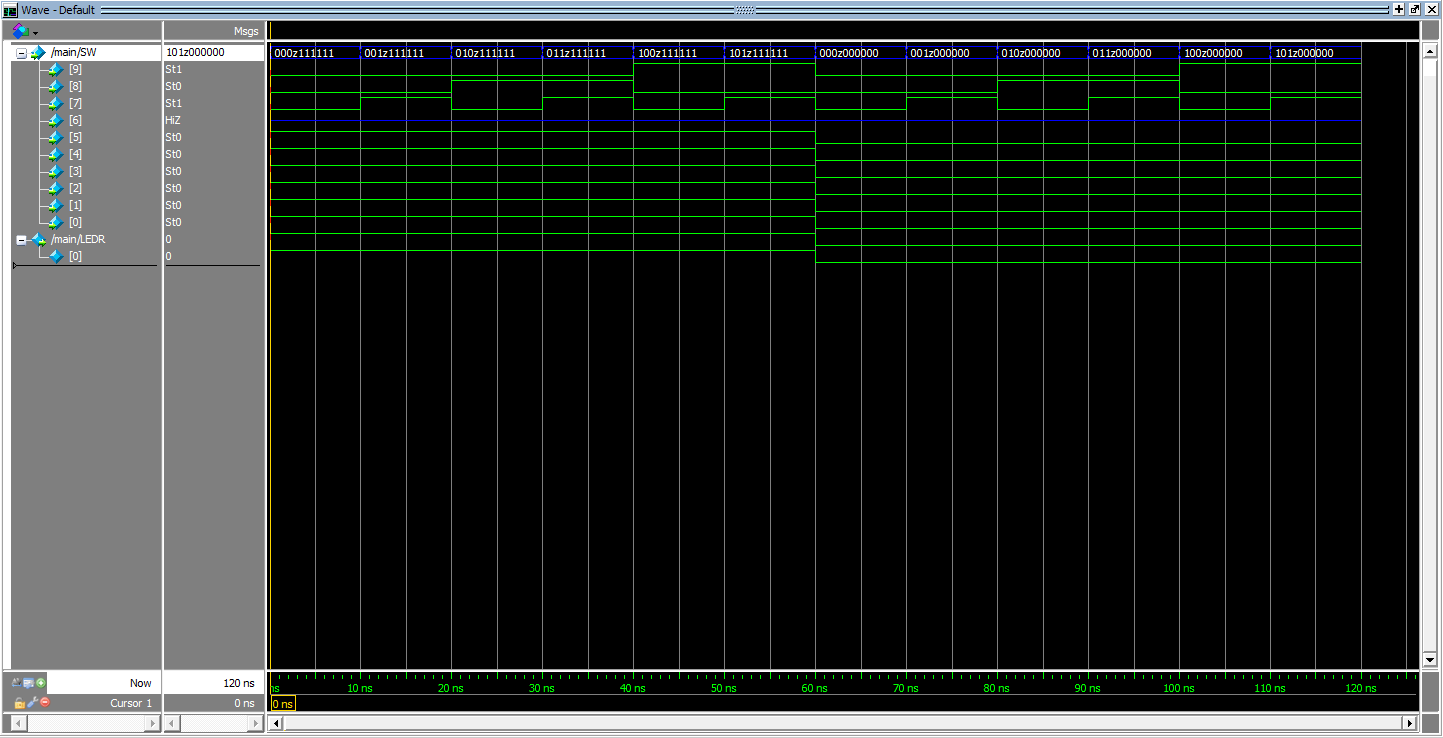 Wave - Default
Msgs
/main/SW 101z000000 000z111111 001z111111 010z111111 011z111111 100z111111 101z111111 000z000000 001z000000 010z000000 011z000000 100z000000 101z000000
[9] St1
[8] St0
[7] St1
[6] HiZ
[5] St0
[4] St0
[3] St0
[2] St0
[1] St0
[0] St0
/main/LEDR 0
[0] 0
Now 120 ns ns 10 ns 20 ns 30 ns 40 ns 50 ns 60 ns 70 ns 80 ns 90 ns 100 ns 110 ns 120 ns
Cursor 1 0 ns 0 ns